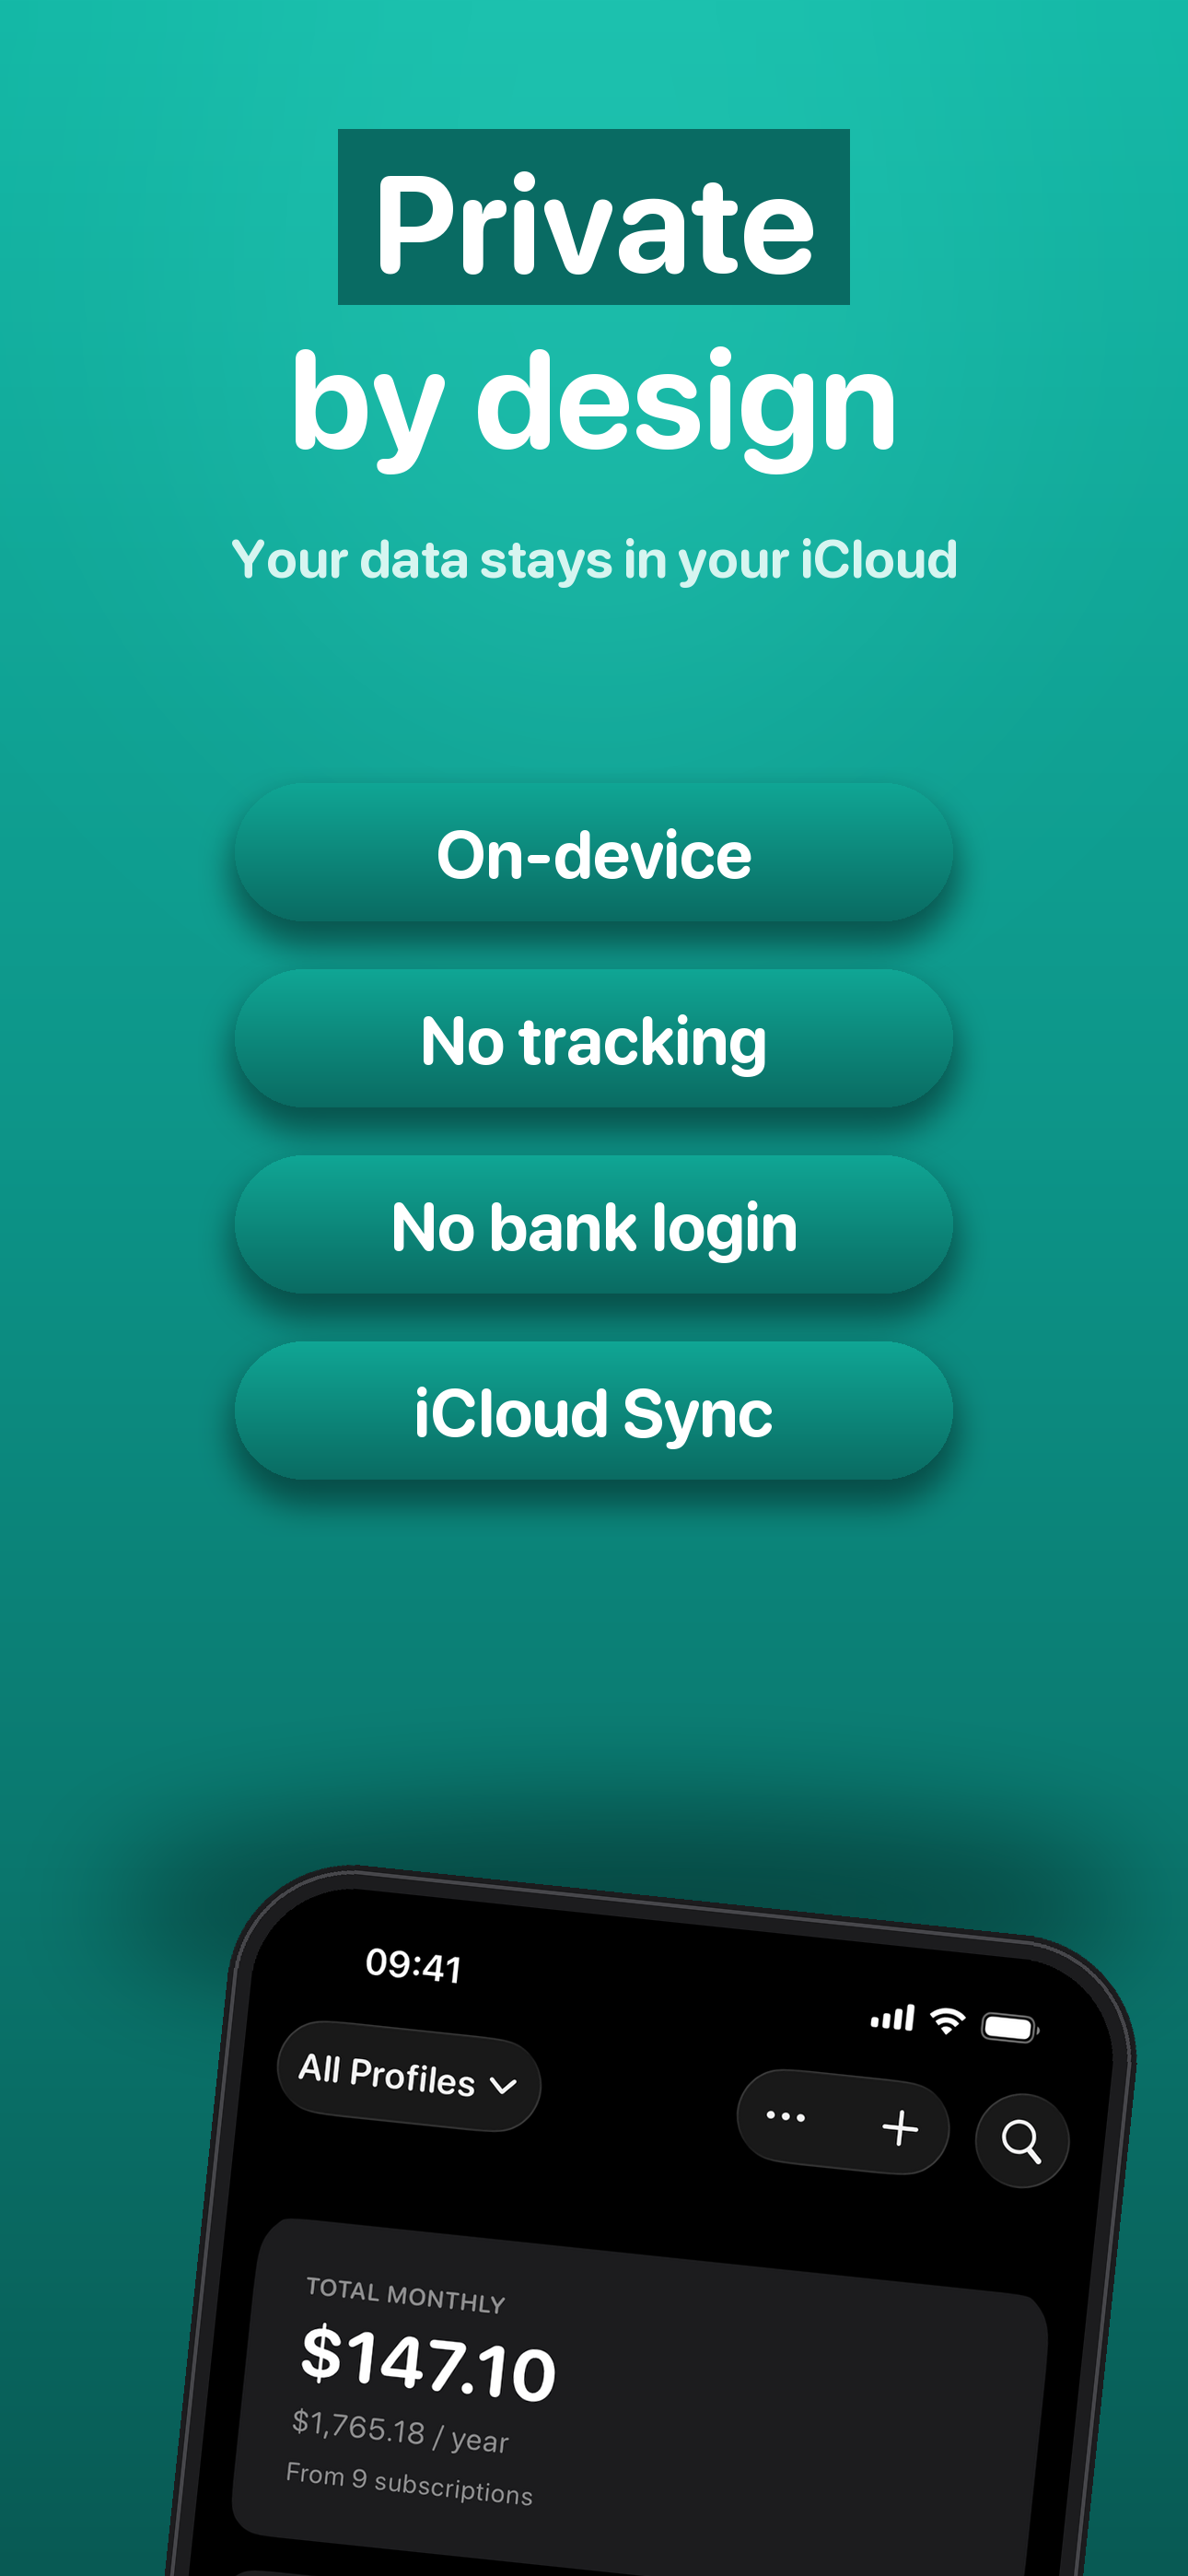 Private
by design
Your data stays in your iCloud
On-device
No tracking
No bank login
iCloud Sync
09:41
All Profiles
TOTAL MONTHLY
$147.10
$1,765.18 / year
From 9 subscriptions